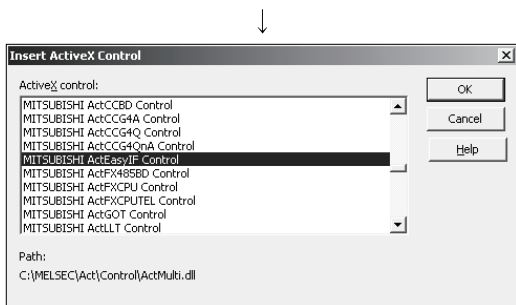 Insert ActiveX Control
ActiveX control:
MITSUBISHI ActCCBD Control
MITSUBISHI ActCCG4A Control
MITSUBISHI ActCCG4Q Control
MITSUBISHI ActCCG4QnA Control
MITSUBISHI ActEasyIF Control
MITSUBISHI ActFX485BD Control
MITSUBISHI ActFXCPU Control
MITSUBISHI ActFXCPUTEL Control
MITSUBISHI ActGOT Control
MITSUBISHI ActLLT Control
OK
Cancel
Help
Path:
C:\MELSEC\Act\Control\ActMulti.dll